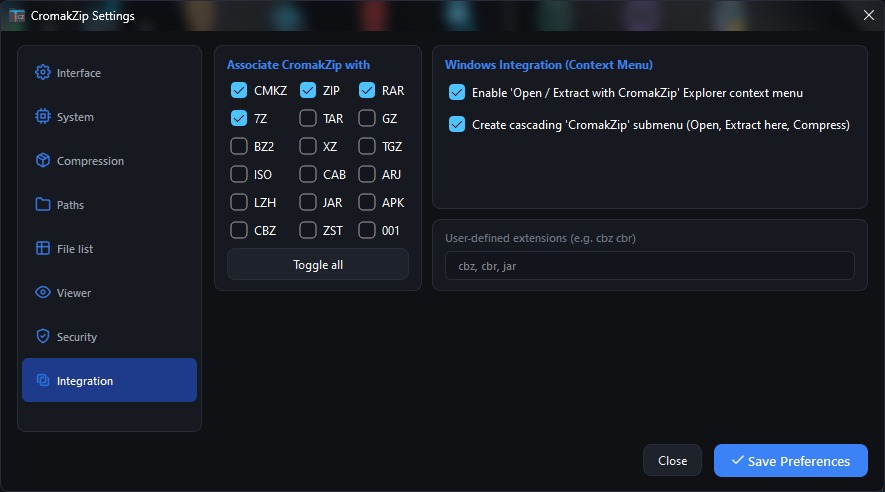 CromakZip Settings
Interface
System
Compression
Paths
File list
Viewer
Security
Integration
Associate CromakZip with
CMKZ ZIP RAR
7Z TAR GZ
BZ2 XZ TGZ
ISO CAB ARJ
LZH JAR APK
CBZ ZST 001
Toggle all
Windows Integration (Context Menu)
Enable 'Open / Extract with CromakZip' Explorer context menu
Create cascading 'CromakZip' submenu (Open, Extract here, Compress)
User-defined extensions (e.g. cbz cbr)
cbz, cbr, jar
Close
Save Preferences